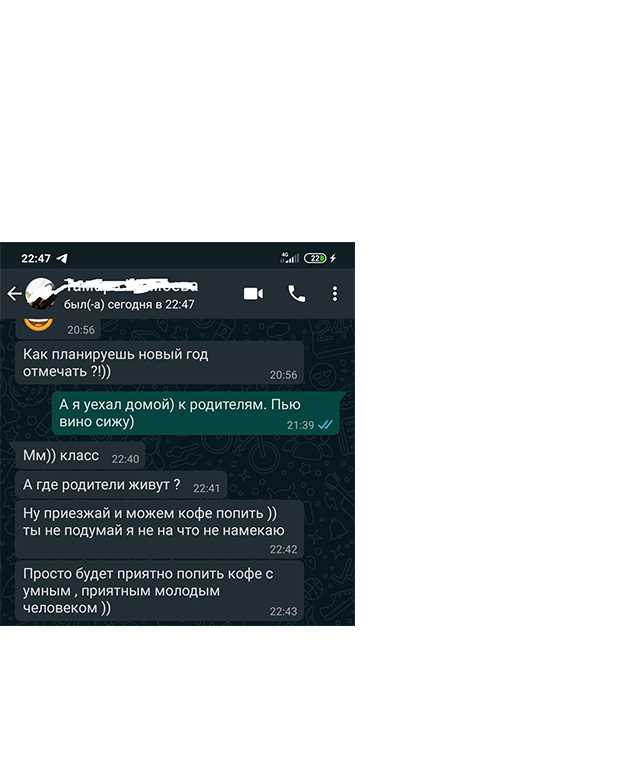 22:47
4G
22
был(-а) сегодня в 22:47
20:56
Как планируешь новый год
отмечать ?!))
20:56
А я уехал домой) к родителям. Пью
вино сижу)
21:39
Мм)) класс
22:40
А где родители живут ?
22:41
Ну приезжай и можем кофе попить ))
ты не подумай я не на что не намекаю
22:42
Просто будет приятно попить кофе с
умным , приятным молодым
человеком ))
22:43